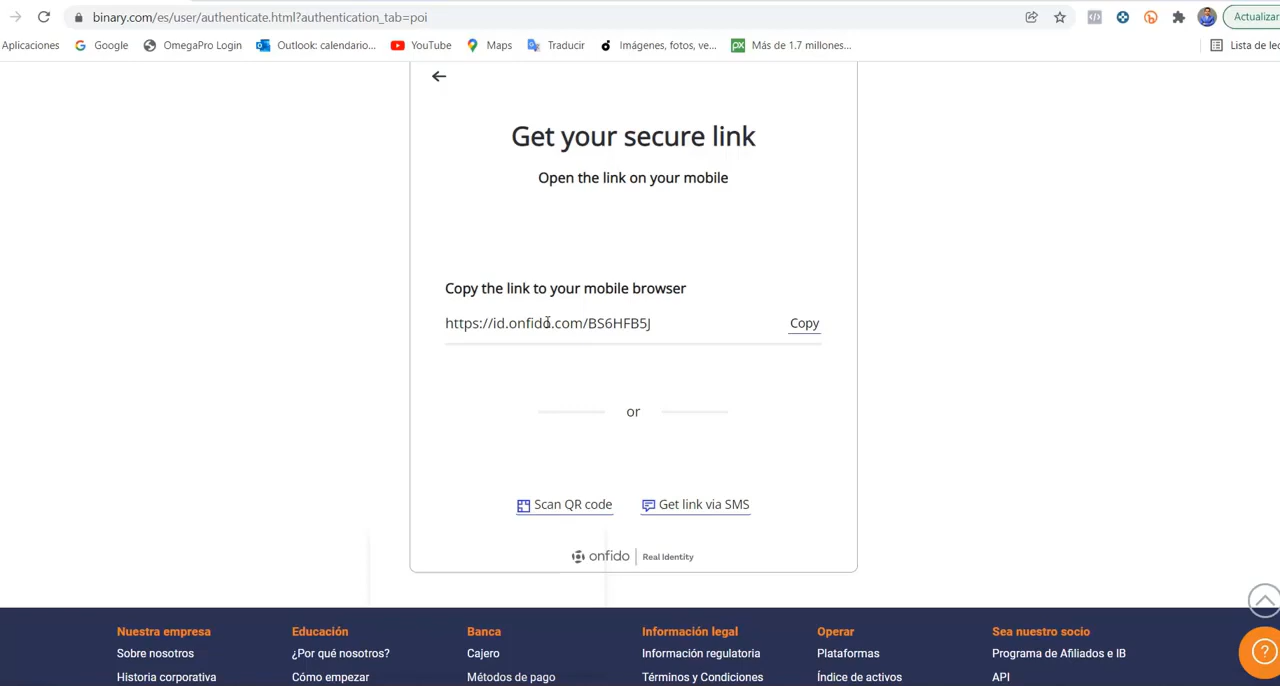 binary.com/es/user/authenticate.html?authentication_tab=poi
Actualizar
Aplicaciones Google OmegaPro Login Outlook: calendario... YouTube Maps Traducir Imágenes, fotos, ve... px Más de 1.7 millones... Lista de lec
Get your secure link
Open the link on your mobile
Copy the link to your mobile browser
https://id.onfido.com/BS6HFB5J Copy
or
Scan QR code Get link via SMS
onfido Real Identity
Nuestra empresa Educación Banca Información legal Operar Sea nuestro socio
Sobre nosotros ¿Por qué nosotros? Cajero Información regulatoria Plataformas Programa de Afiliados e IB
Historia corporativa Cómo empezar Métodos de pago Términos y Condiciones Índice de activos API